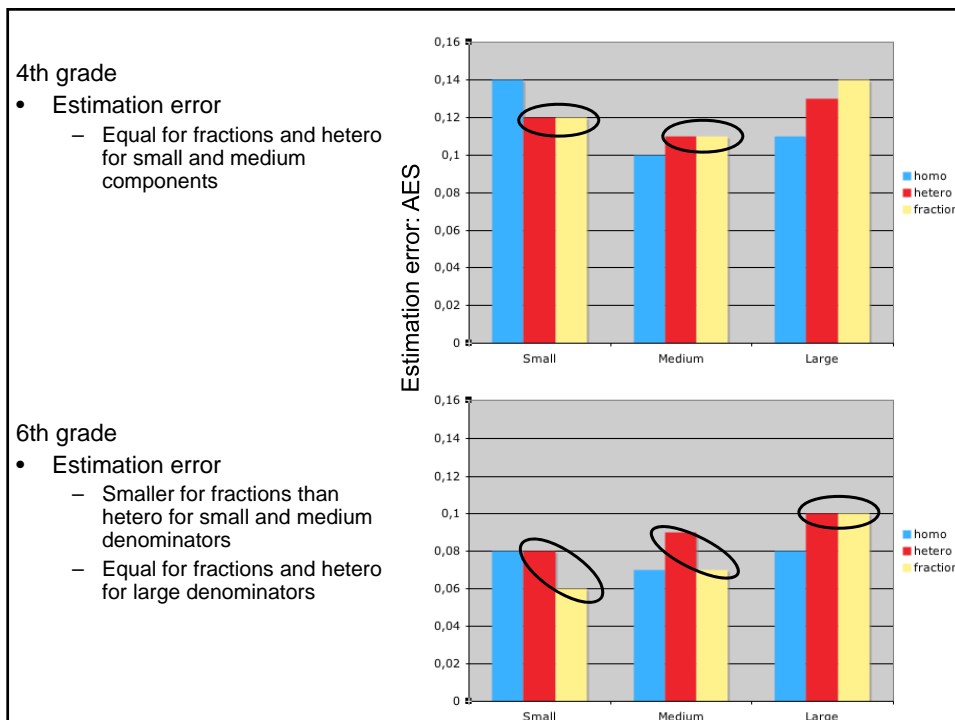 4th grade
• Estimation error
– Equal for fractions and hetero
for small and medium
components
Estimation error: AES
0,16
0,14
0,12
0,1
0,08
0,06
0,04
0,02
0
Small Medium Large
homo
hetero
fraction
6th grade
• Estimation error
– Smaller for fractions than
hetero for small and medium
denominators
– Equal for fractions and hetero
for large denominators
0,16
0,14
0,12
0,1
0,08
0,06
0,04
0,02
0
Small Medium Large
homo
hetero
fraction